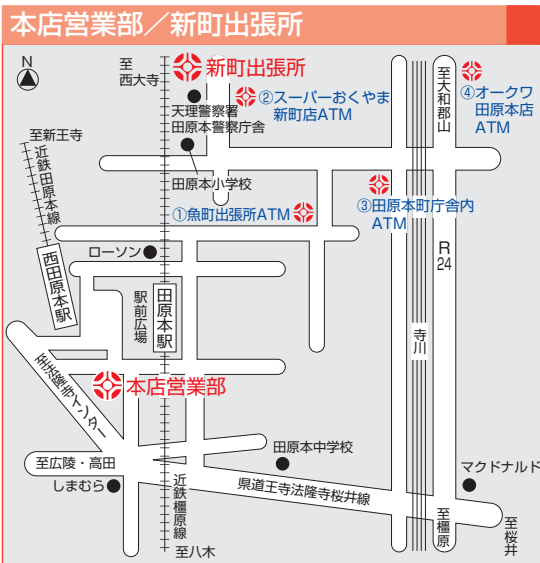 本店営業部／新町出張所
N
至
西大寺
新町出張所
②スーパーおくやま
新町店ATM
天理警察署
田原本警察庁舎
至大和郡山
④オークワ
田原本店
ATM
至新王寺
近鉄田原本線
田原本小学校
①魚町出張所ATM
③田原本町庁舎内
ATM
ローソン
R
24
西田原本駅
駅前広場
田原本駅
寺川
至法隆寺インター
本店営業部
至広陵・高田
田原本中学校
しまむら
マクドナルド
県道王寺法隆寺桜井線
近鉄橿原線
至橿原
至桜井
至八木